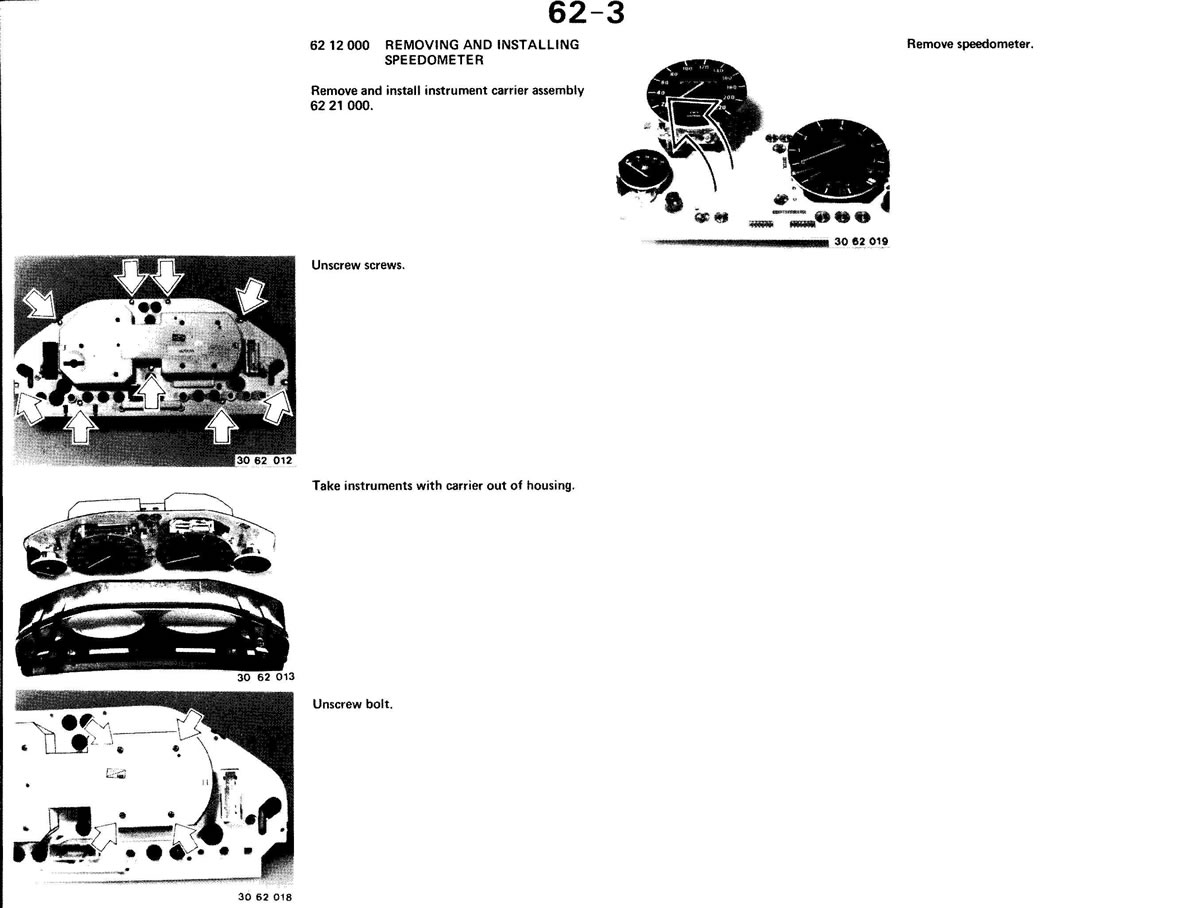 62-3
62 12 000 REMOVING AND INSTALLING
SPEEDOMETER
Remove and install instrument carrier assembly
62 21 000.
Unscrew screws.
30 62 012
Take instruments with carrier out of housing.
30 62 013
Unscrew bolt.
30 62 018
Remove speedometer.
30 62 019